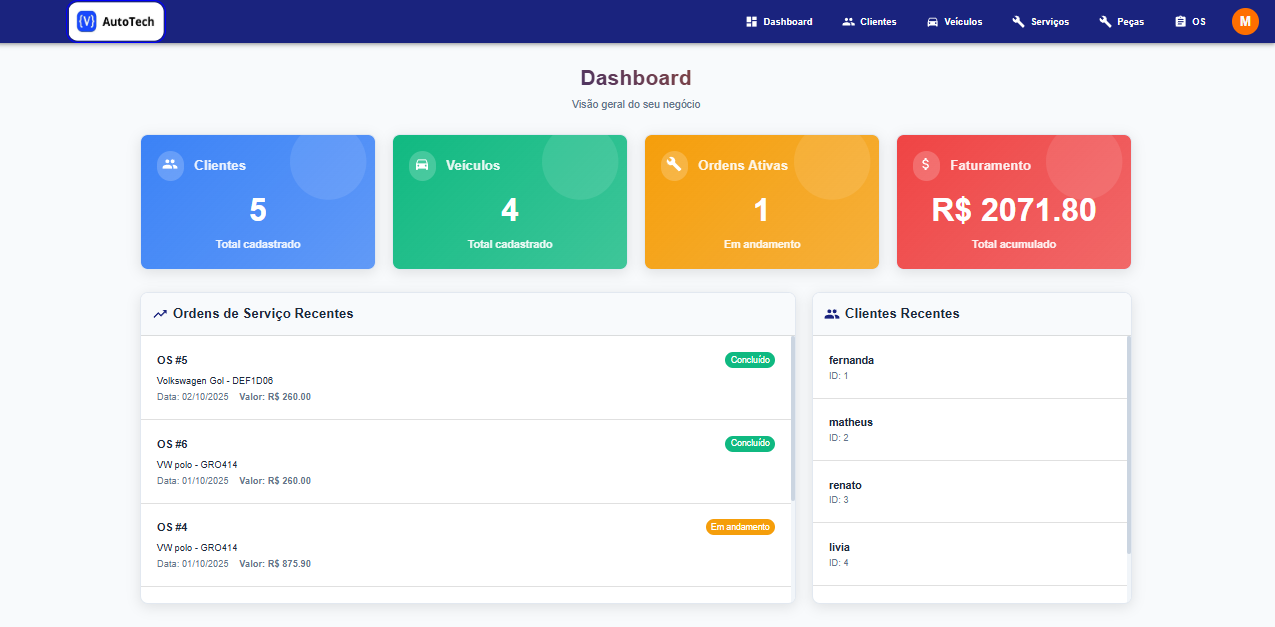 {V} AutoTech
Dashboard Clientes Veículos Serviços Peças OS M
Dashboard
Visão geral do seu negócio
Clientes
5
Total cadastrado
Veículos
4
Total cadastrado
Ordens Ativas
1
Em andamento
$ Faturamento
R$ 2071.80
Total acumulado
Ordens de Serviço Recentes
OS #5 Concluído
Volkswagen Gol - DEF1D06
Data: 02/10/2025 Valor: R$ 260.00
OS #6 Concluído
VW polo - GRO414
Data: 01/10/2025 Valor: R$ 260.00
OS #4 Em andamento
VW polo - GRO414
Data: 01/10/2025 Valor: R$ 875.90
Clientes Recentes
fernanda
ID: 1
matheus
ID: 2
renato
ID: 3
livia
ID: 4